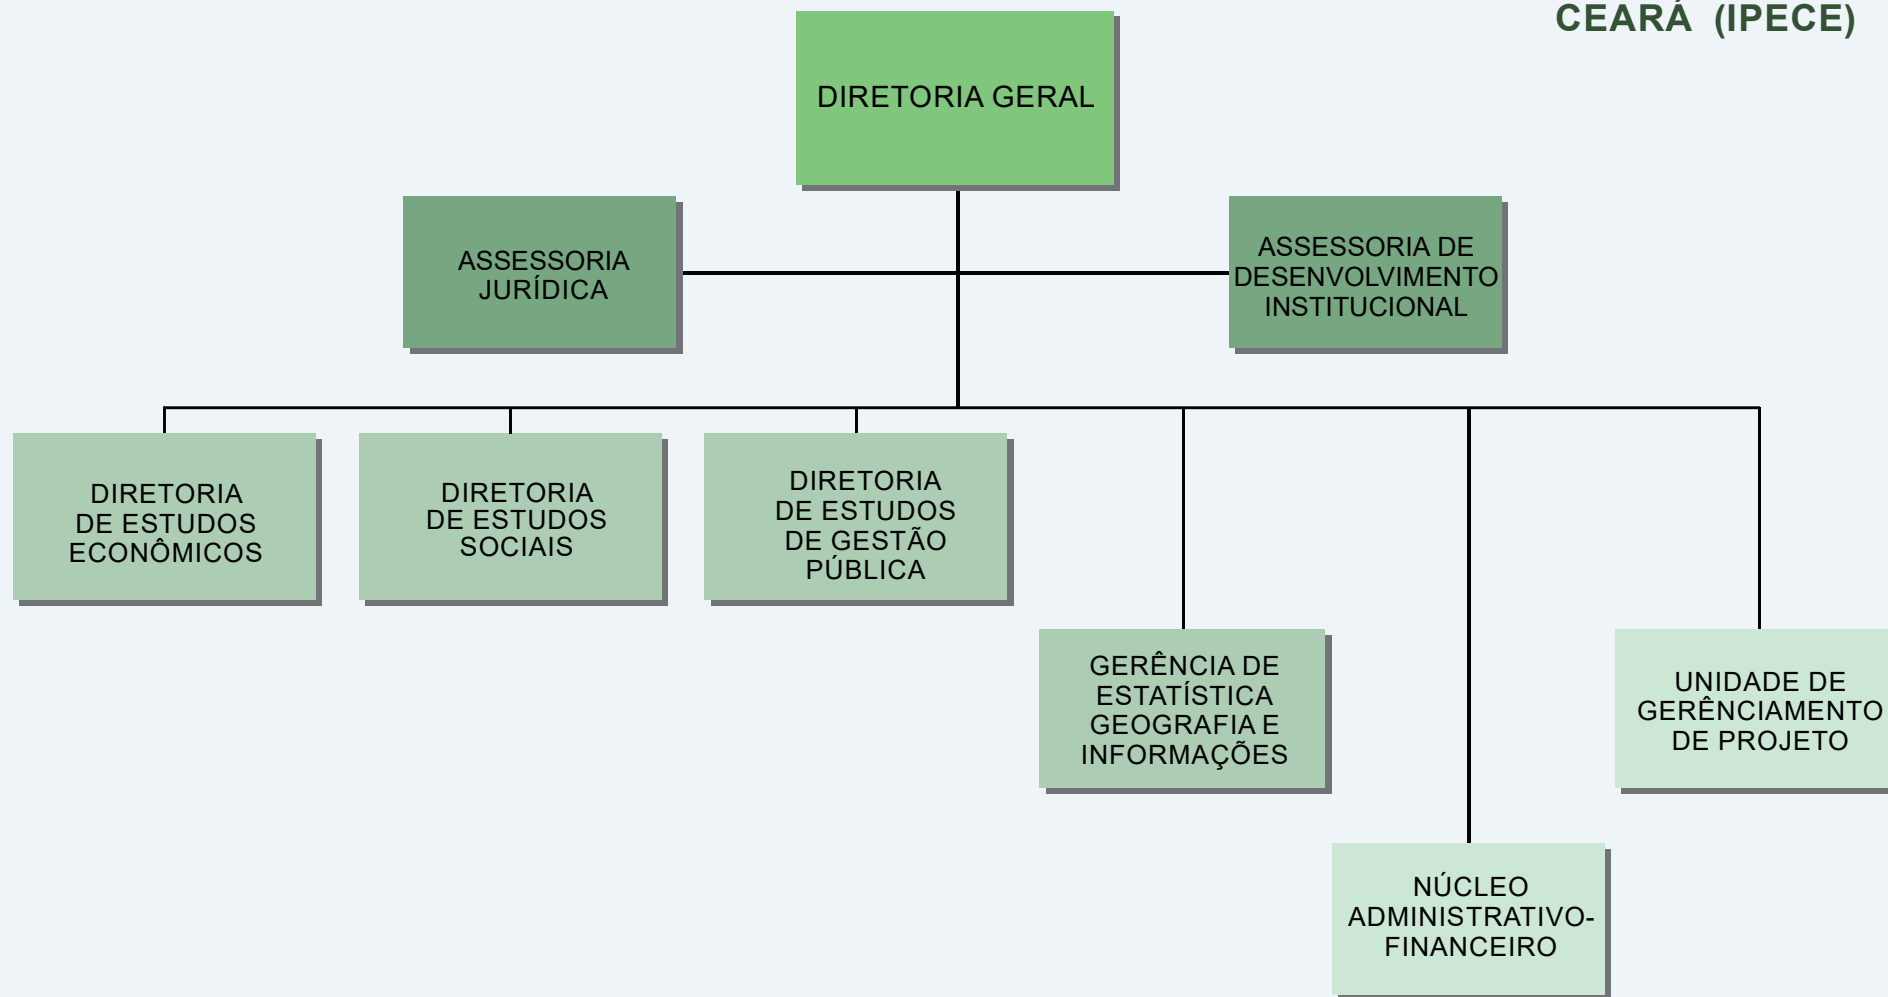 CEARÁ (IPECE)
DIRETORIA GERAL
ASSESSORIA
JURÍDICA
ASSESSORIA DE
DESENVOLVIMENTO
INSTITUCIONAL
DIRETORIA
DE ESTUDOS
ECONÔMICOS
DIRETORIA
DE ESTUDOS
SOCIAIS
DIRETORIA
DE ESTUDOS
DE GESTÃO
PÚBLICA
GERÊNCIA DE
ESTATÍSTICA
GEOGRAFIA E
INFORMAÇÕES
UNIDADE DE
GERÊNCIAMENTO
DE PROJETO
NÚCLEO
ADMINISTRATIVO-
FINANCEIRO